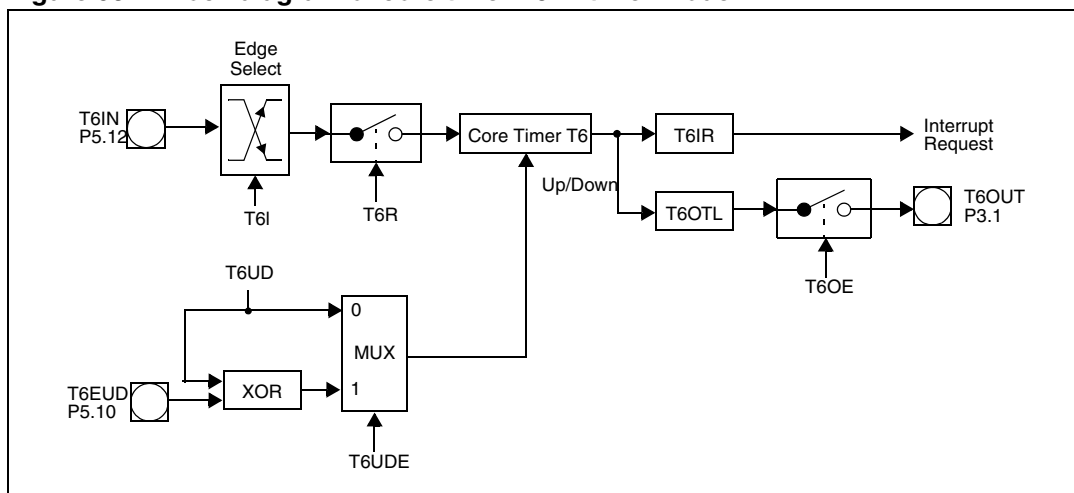 Edge
Select
T6IN
P5.12
Core Timer T6
T6IR
Interrupt
Request
T6I
T6R
Up/Down
T6OTL
T6OUT
P3.1
T6OE
T6UD
0
MUX
1
T6EUD
P5.10
XOR
T6UDE